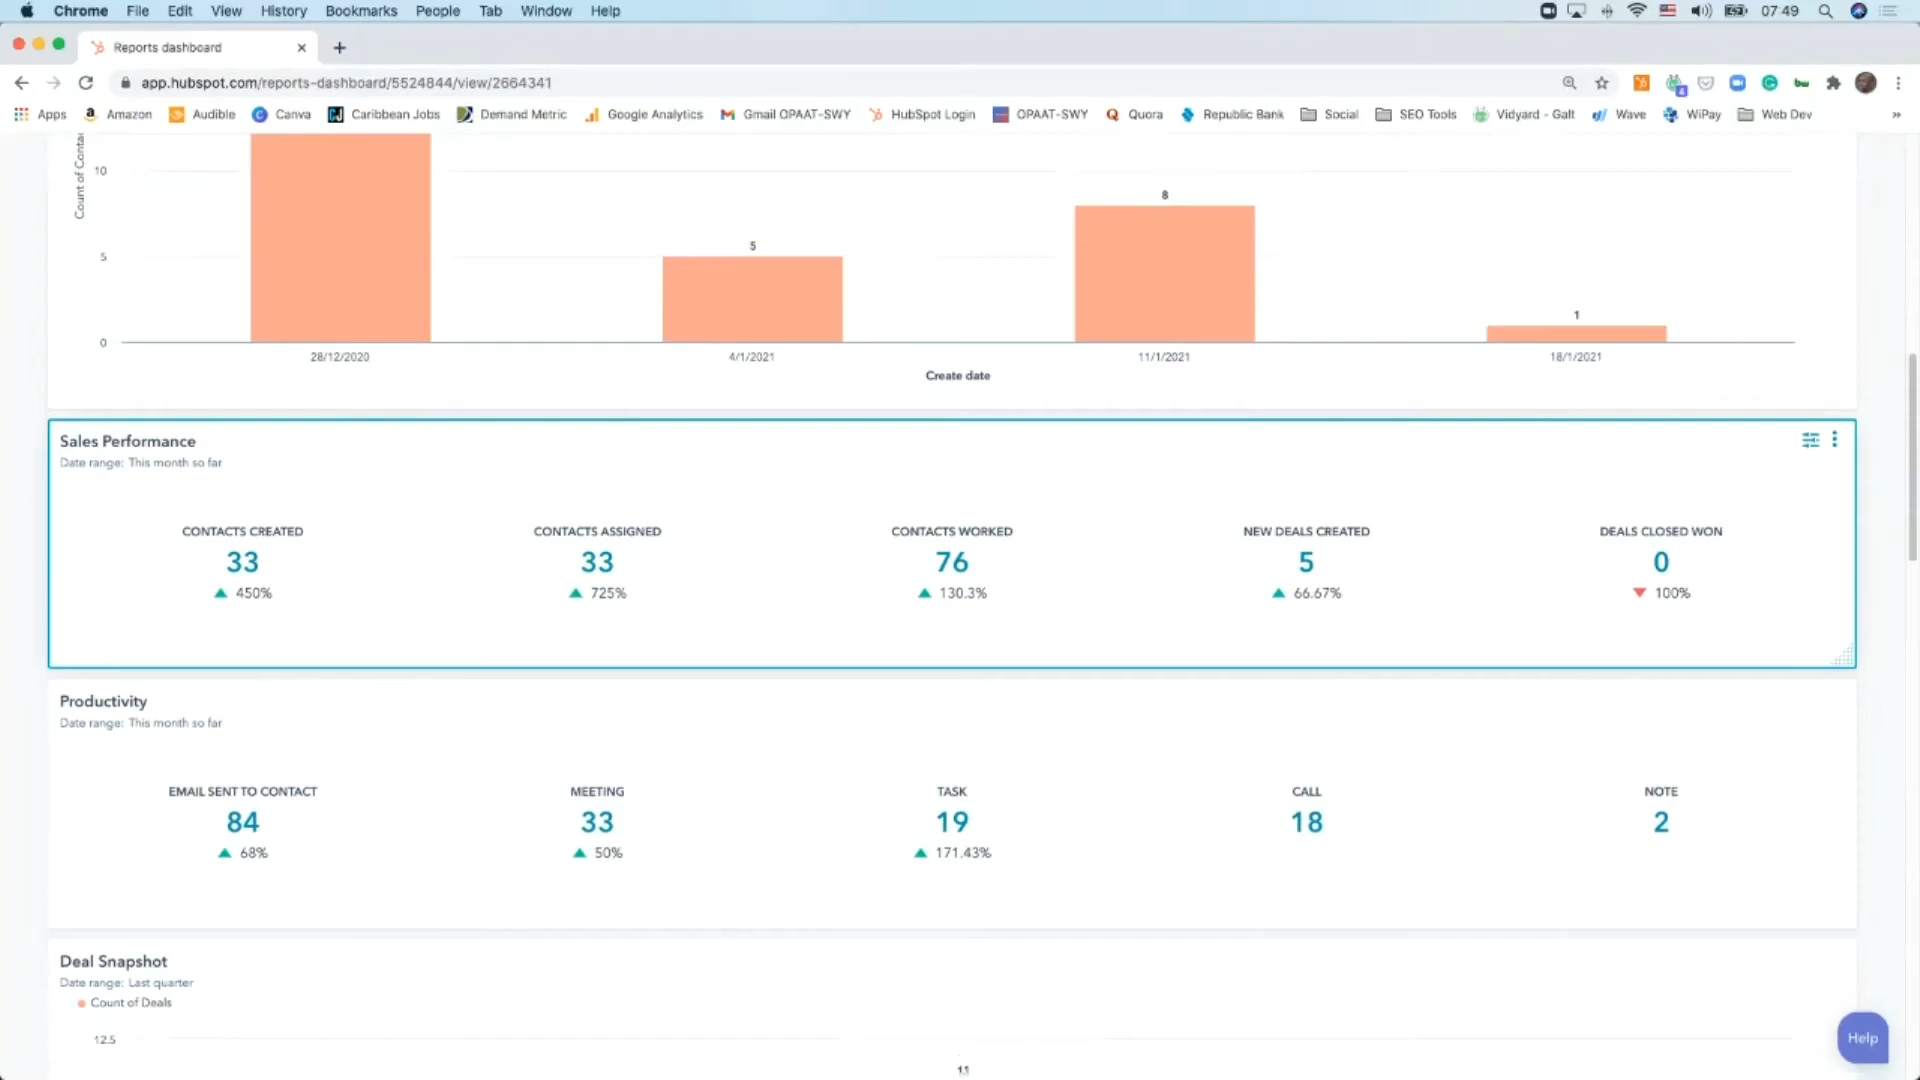 Chrome File Edit View History Bookmarks People Tab Window Help 07:49
Reports dashboard
app.hubspot.com/reports-dashboard/5524844/view/2664341
Apps Amazon Audible Canva Caribbean Jobs Demand Metric Google Analytics Gmail OPAAT-SWY HubSpot Login OPAAT-SWY Quora Republic Bank Social SEO Tools Vidyard - Galt Wave WiPay Web Dev »
10
8
5
5
1
0
28/12/2020 4/1/2021 11/1/2021 18/1/2021
Create date
Sales Performance
Date range: This month so far
CONTACTS CREATED CONTACTS ASSIGNED CONTACTS WORKED NEW DEALS CREATED DEALS CLOSED WON
33 33 76 5 0
450% 725% 130.3% 66.67% 100%
Productivity
Date range: This month so far
EMAIL SENT TO CONTACT MEETING TASK CALL NOTE
84 33 19 18 2
68% 50% 171.43%
Deal Snapshot
Date range: Last quarter
Count of Deals
12.5
11
Help